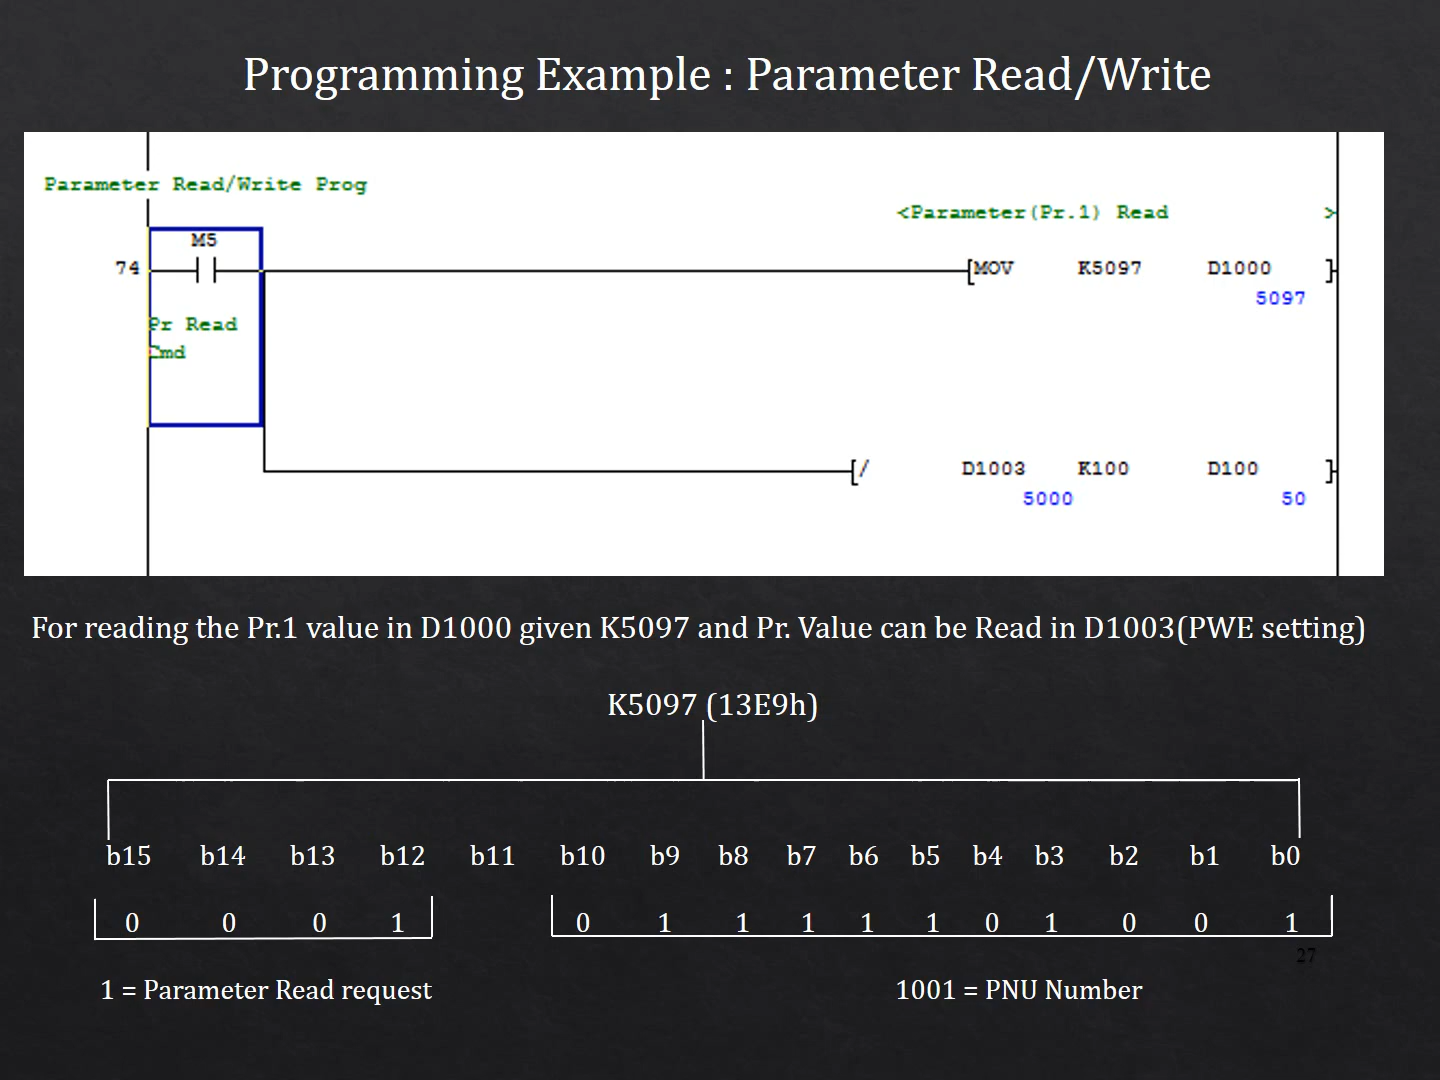 Programming Example : Parameter Read/Write
Parameter Read/Write Prog
<Parameter(Pr.1) Read >
M5
74 [MOV K5097 D1000 ]
5097
Pr Read
Cmd
[/ D1003 K100 D100 ]
5000 50
For reading the Pr.1 value in D1000 given K5097 and Pr. Value can be Read in D1003(PWE setting)
K5097 (13E9h)
b15 b14 b13 b12 b11 b10 b9 b8 b7 b6 b5 b4 b3 b2 b1 b0
0 0 0 1 0 1 1 1 1 1 0 1 0 0 1
27
1 = Parameter Read request 1001 = PNU Number